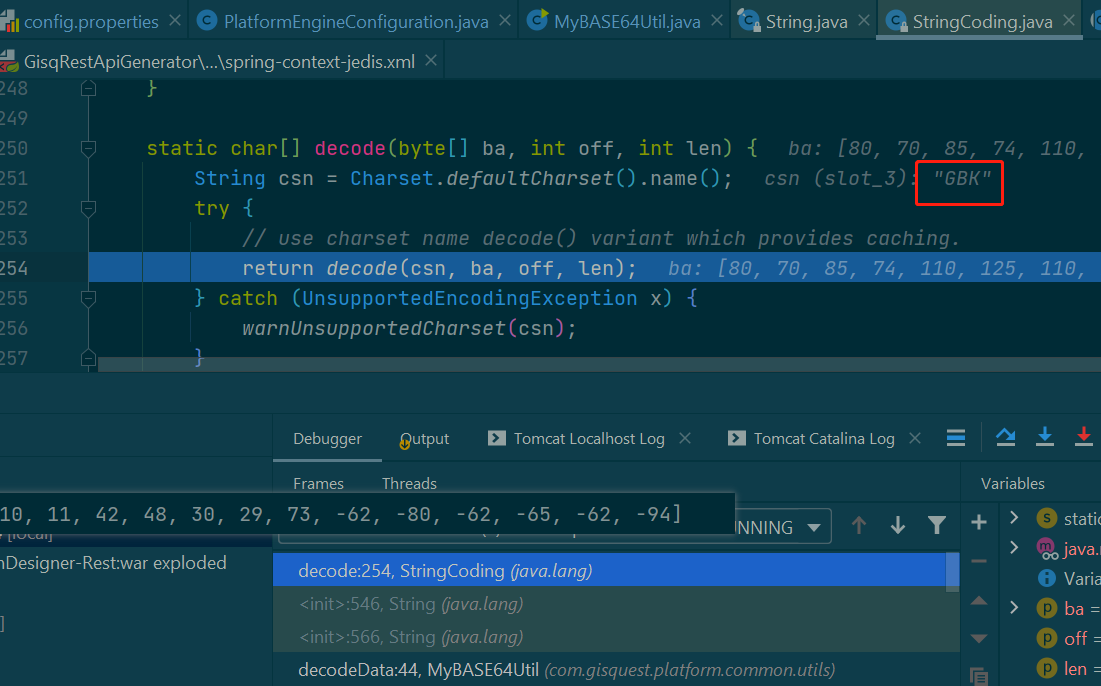 config.properties PlatformEngineConfiguration.java MyBASE64Util.java String.java StringCoding.java
GisqRestApiGenerator\...\spring-context-jedis.xml
248 }
249
250 static char[] decode(byte[] ba, int off, int len) { ba: [80, 70, 85, 74, 110,
251 String csn = Charset.defaultCharset().name(); csn (slot_3): "GBK"
252 try {
253 // use charset name decode() variant which provides caching.
254 return decode(csn, ba, off, len); ba: [80, 70, 85, 74, 110, 125, 110,
255 } catch (UnsupportedEncodingException x) {
256 warnUnsupportedCharset(csn);
257 }
Debugger Output Tomcat Localhost Log Tomcat Catalina Log
Frames Threads Variables
10, 11, 42, 48, 30, 29, 73, -62, -80, -62, -65, -62, -94]
NNING
[local]
nDesigner-Rest:war exploded
decode:254, StringCoding (java.lang)
<init>:546, String (java.lang)
<init>:566, String (java.lang)
decodeData:44, MyBASE64Util (com.gisquest.platform.common.utils)
static
java.
Varia
ba =
off =
len =